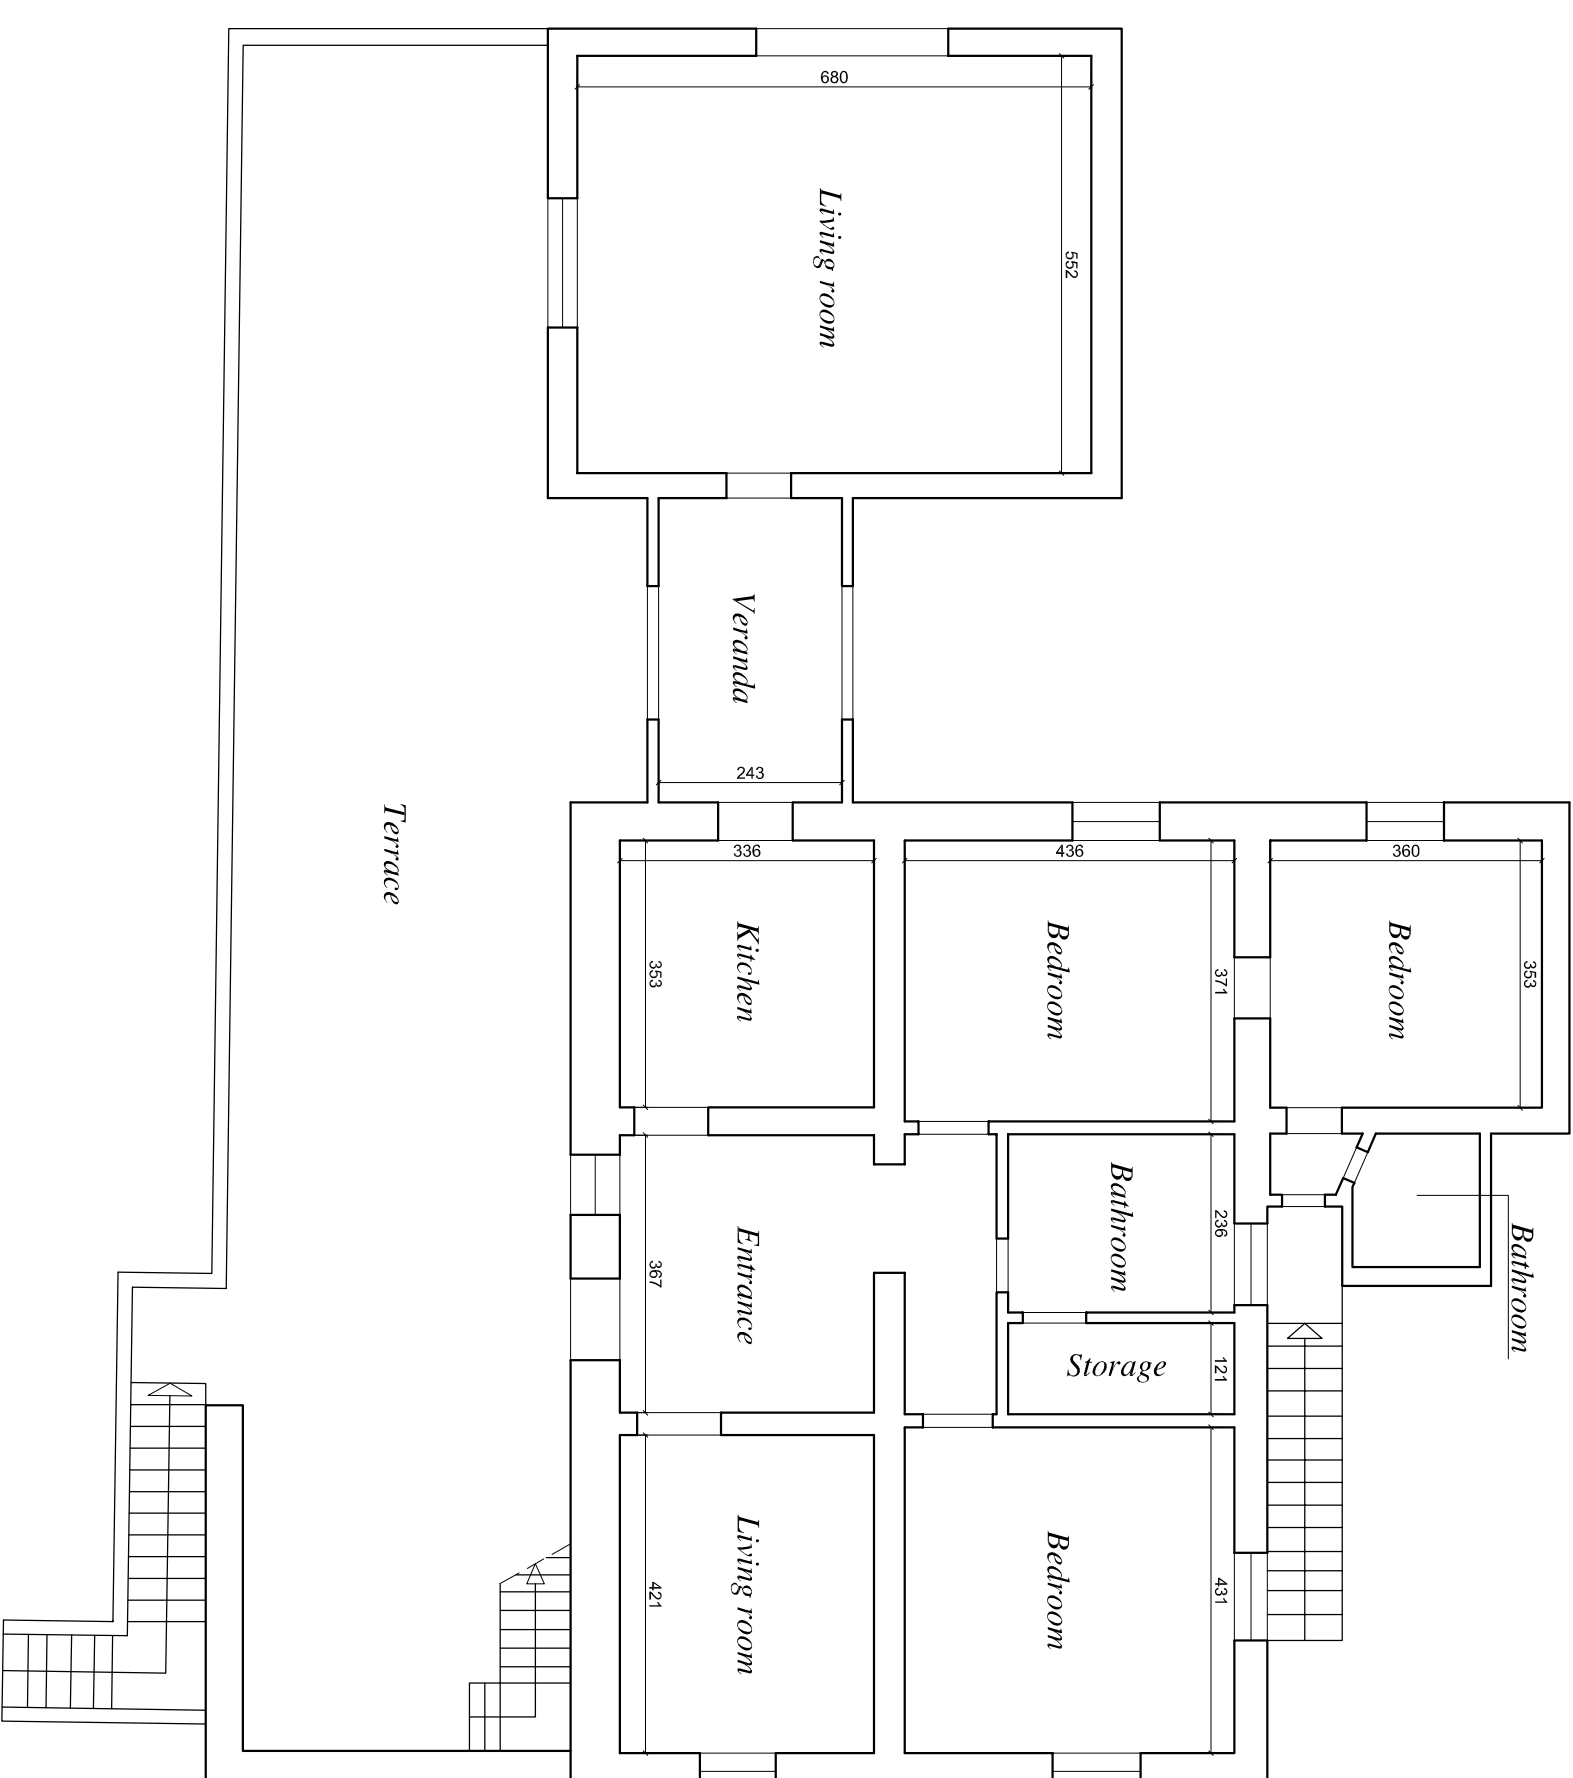 680
552
Living room
Veranda
243
Terrace
336
436
360
353
Kitchen
371
Bedroom
353
Bedroom
367
Entrance
Bathroom
236
Bathroom
Storage
121
421
Living room
Bedroom
431